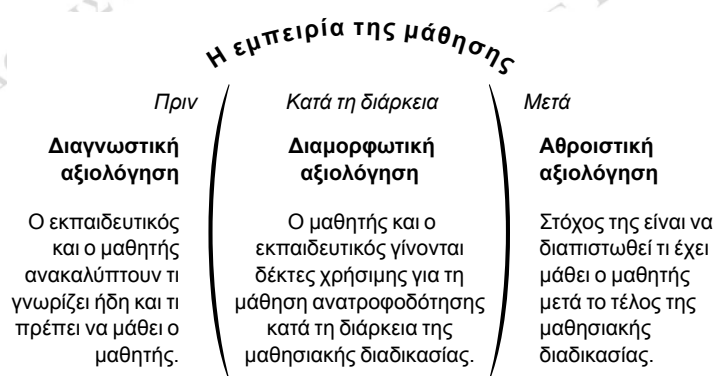 Η εμπειρία της μάθησης
Πριν
Διαγνωστική
αξιολόγηση
Ο εκπαιδευτικός
και ο μαθητής
ανακαλύπτουν τι
γνωρίζει ήδη και τι
πρέπει να μάθει ο
μαθητής.
Κατά τη διάρκεια
Διαμορφωτική
αξιολόγηση
Ο μαθητής και ο
εκπαιδευτικός γίνονται
δέκτες χρήσιμης για τη
μάθηση ανατροφοδότησης
κατά τη διάρκεια της
μαθησιακής διαδικασίας.
Μετά
Αθροιστική
αξιολόγηση
Στόχος της είναι να
διαπιστωθεί τι έχει
μάθει ο μαθητής
μετά το τέλος της
μαθησιακής
διαδικασίας.